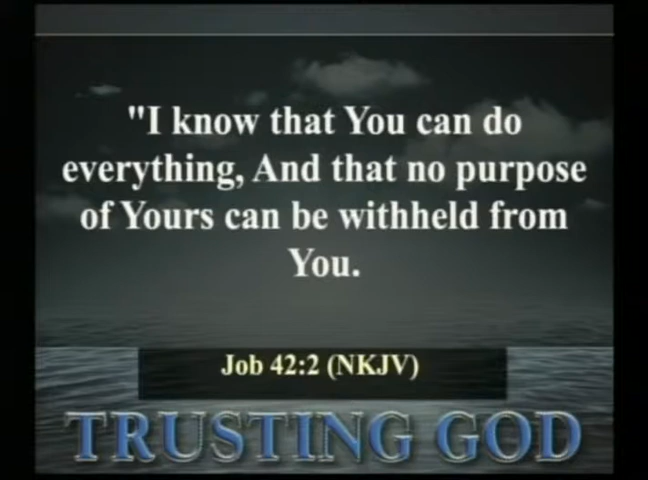 "I know that You can do
everything, And that no purpose
of Yours can be withheld from
You.
Job 42:2 (NKJV)
TRUSTING GOD